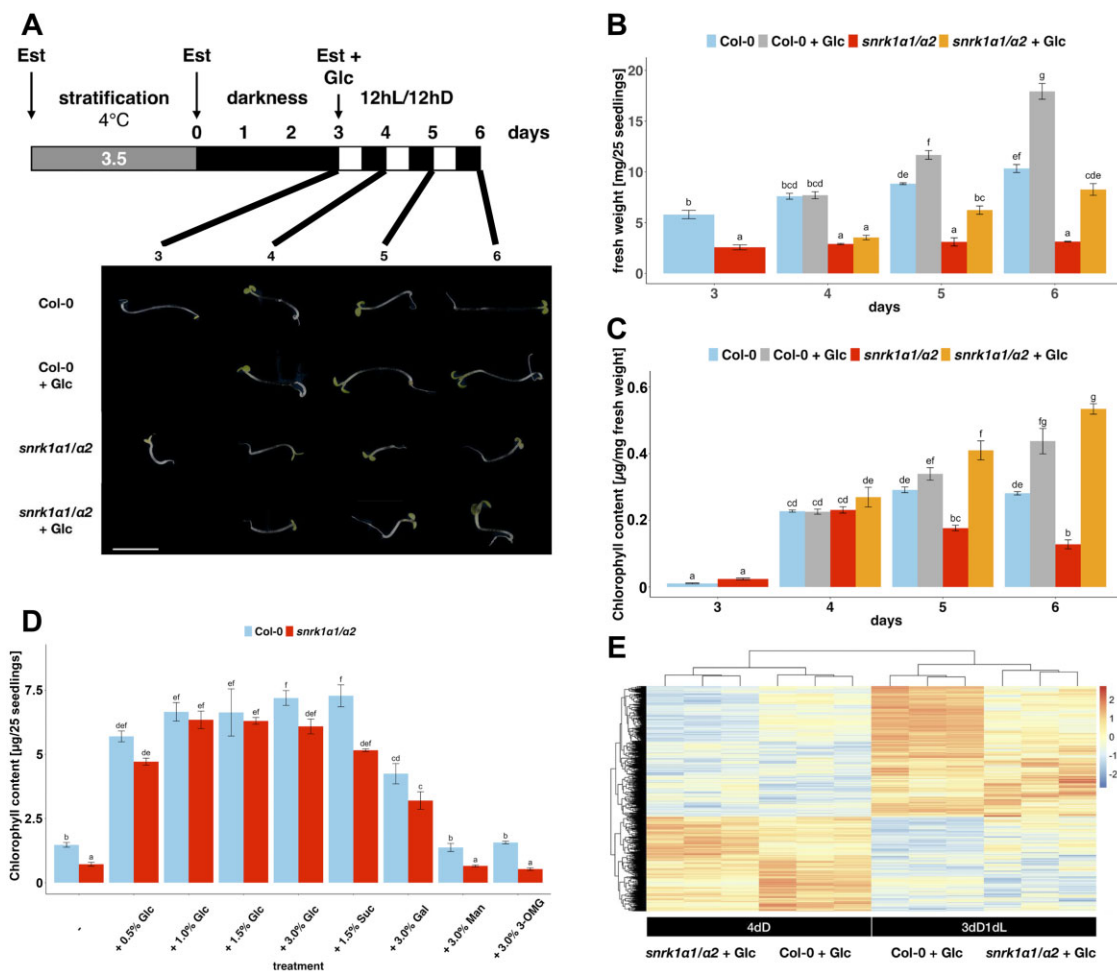 A
Est
Est
Est +
Glc
stratification
4°C
darkness
12hL/12hD
0 1 2 3 4 5 6 days
3.5
3 4 5 6
Col-0
Col-0
+ Glc
snrk1α1/α2
snrk1α1/α2
+ Glc
B
Col-0 Col-0 + Glc snrk1α1/α2 snrk1α1/α2 + Glc
fresh weight [mg/25 seedlings]
20
15
10
5
0
b a bcd bcd a a de f a bc ef g a cde
3 4 5 6
days
C
Col-0 Col-0 + Glc snrk1α1/α2 snrk1α1/α2 + Glc
Chlorophyll content [µg/mg fresh weight]
0.6
0.4
0.2
0
a a cd cd cd de de ef bc f de fg b g
3 4 5 6
days
D
Col-0 snrk1α1/α2
Chlorophyll content [µg/25 seedlings]
7.5
5
2.5
0
b a def de ef ef ef ef f def f def cd c b a b a
- + 0.5% Glc + 1.0% Glc + 1.5% Glc + 3.0% Glc + 1.5% Suc + 3.0% Gal + 3.0% Man + 3.0% 3-OMG
treatment
E
2
1
0
-1
-2
4dD 3dD1dL
snrk1α1/α2 + Glc Col-0 + Glc Col-0 + Glc snrk1α1/α2 + Glc